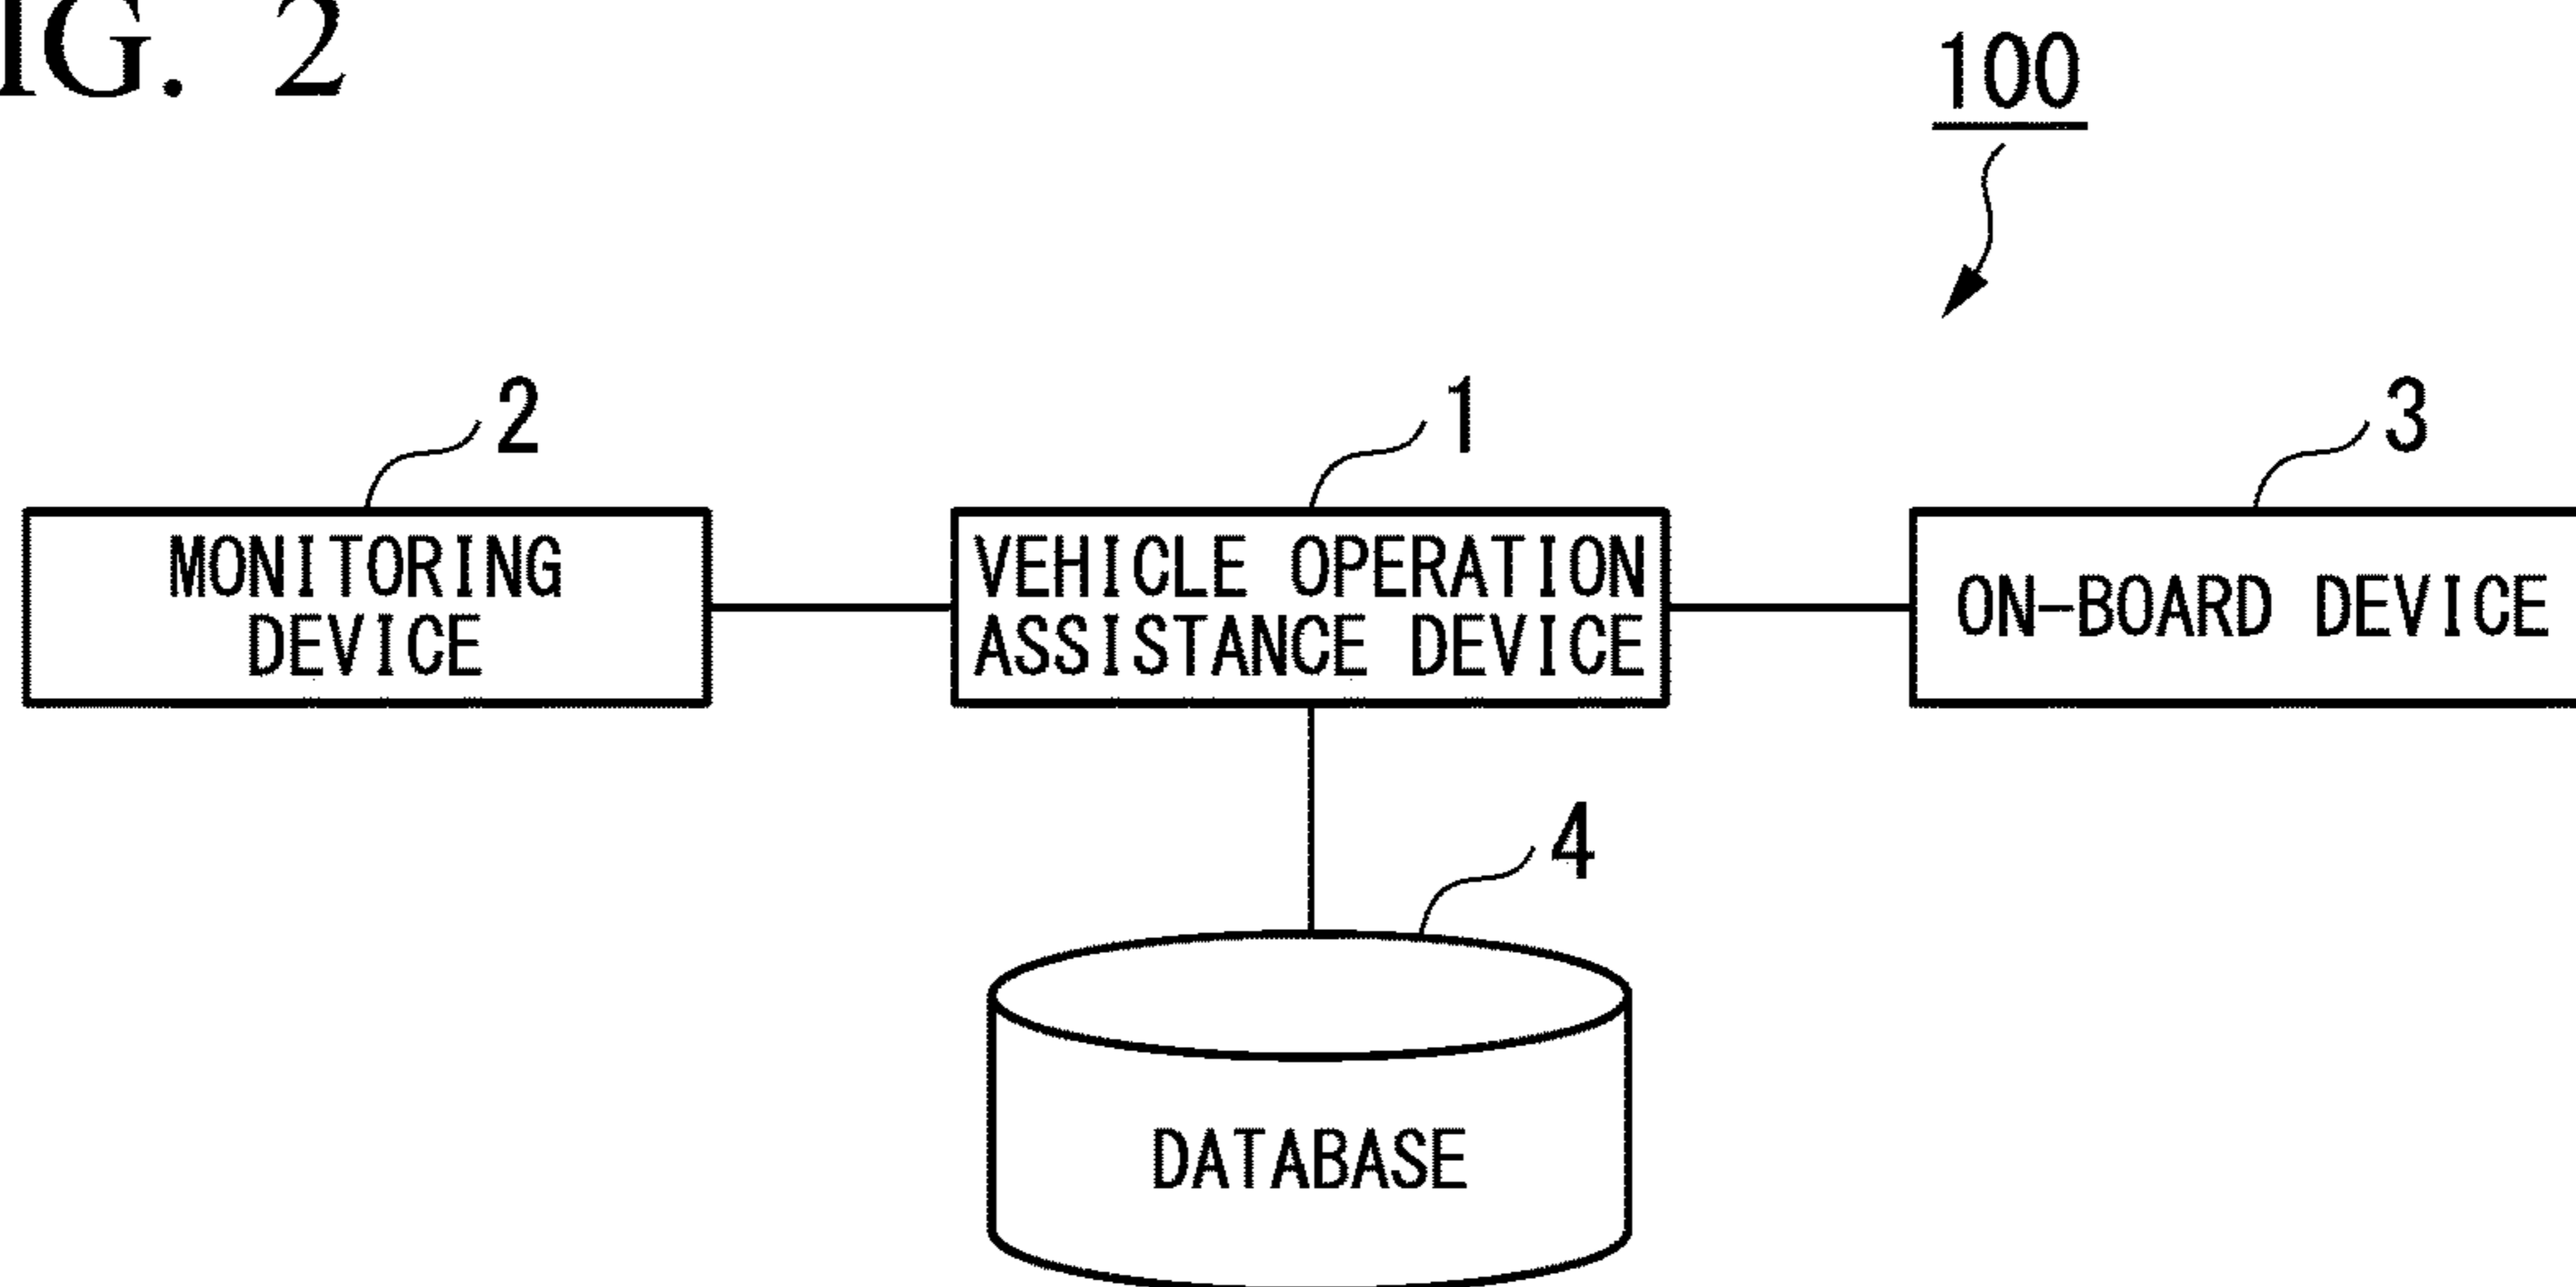 IG. 2
100
2
1
3
MONITORING
DEVICE
VEHICLE OPERATION
ASSISTANCE DEVICE
ON-BOARD DEVICE
4
DATABASE